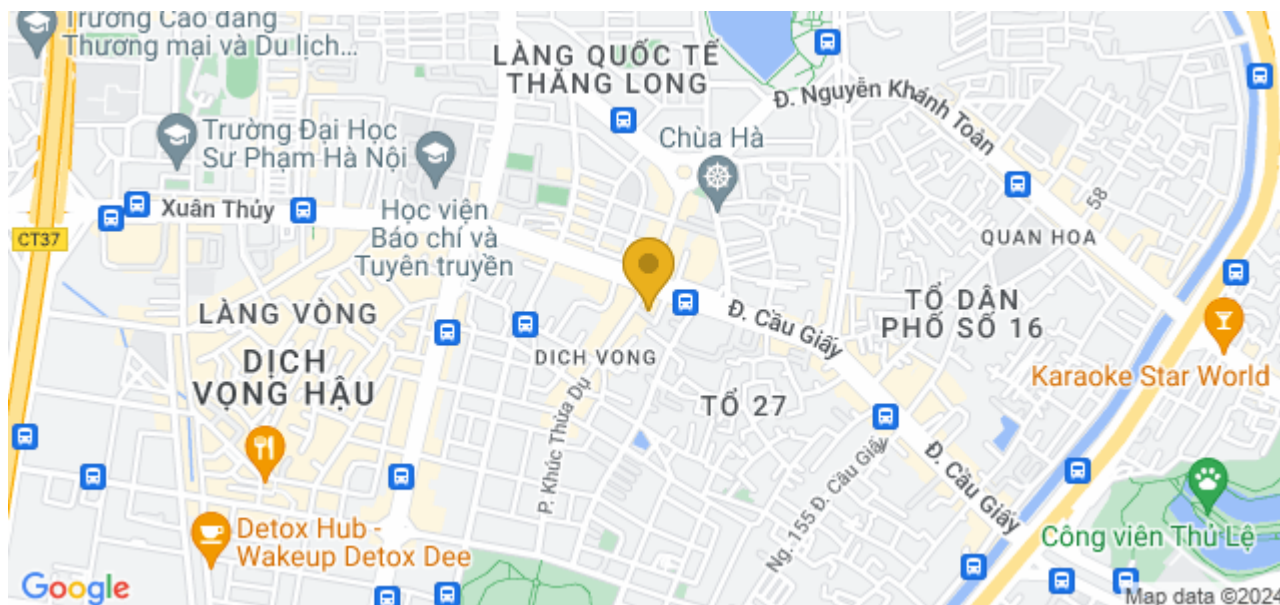 Trường Cao đẳng
Thương mại và Du lịch...
LÀNG QUỐC TẾ
THĂNG LONG
Đ. Nguyễn Khánh Toàn
Trường Đại Học
Sư Phạm Hà Nội
Chùa Hà
58
Xuân Thủy
Học viện
Báo chí và
Tuyên truyền
QUAN HOA
CT37
LÀNG VÒNG
TỔ DÂN
PHỐ SỐ 16
Đ. Cầu Giấy
DỊCH
VỌNG HẬU
DICH VONG
Karaoke Star World
TỔ 27
P. Khúc Thừa Dụ
Ng. 155 Đ. Cầu Giấy
Đ. Cầu Giấy
Detox Hub -
Wakeup Detox Dee
Công viên Thủ Lệ
Google
Map data ©2024